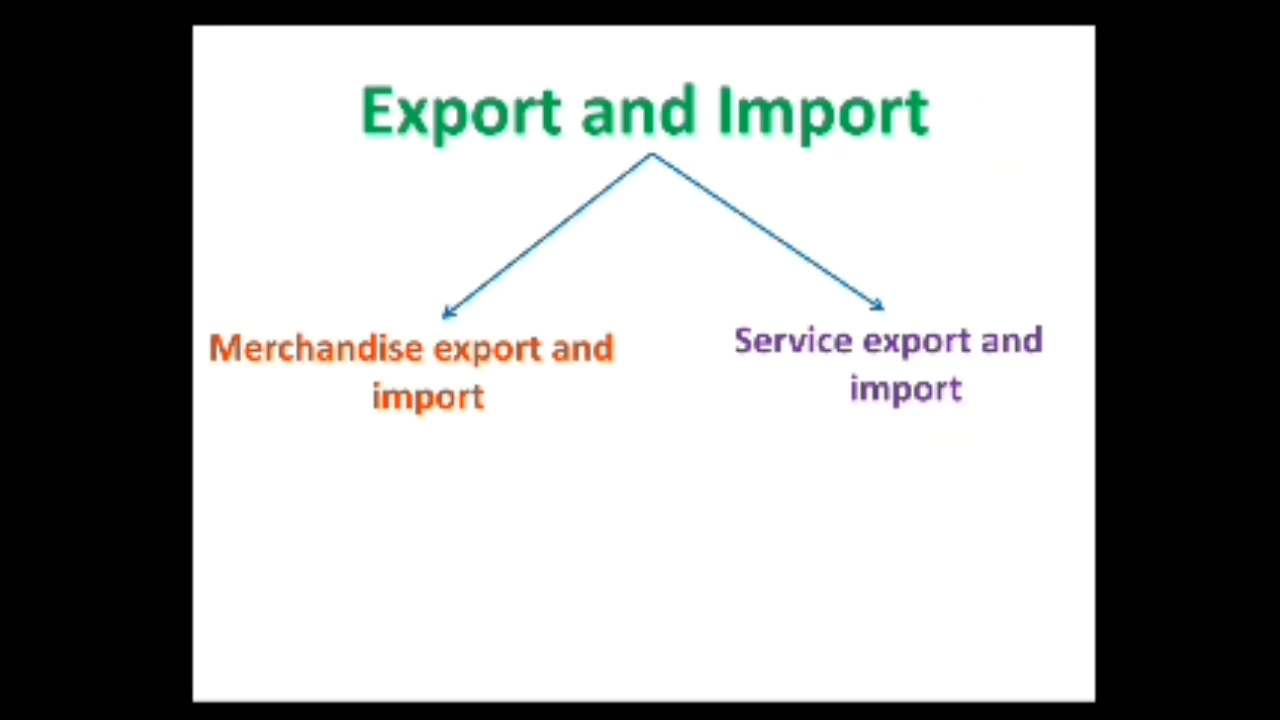 Export and Import
Merchandise export and
import
Service export and
import